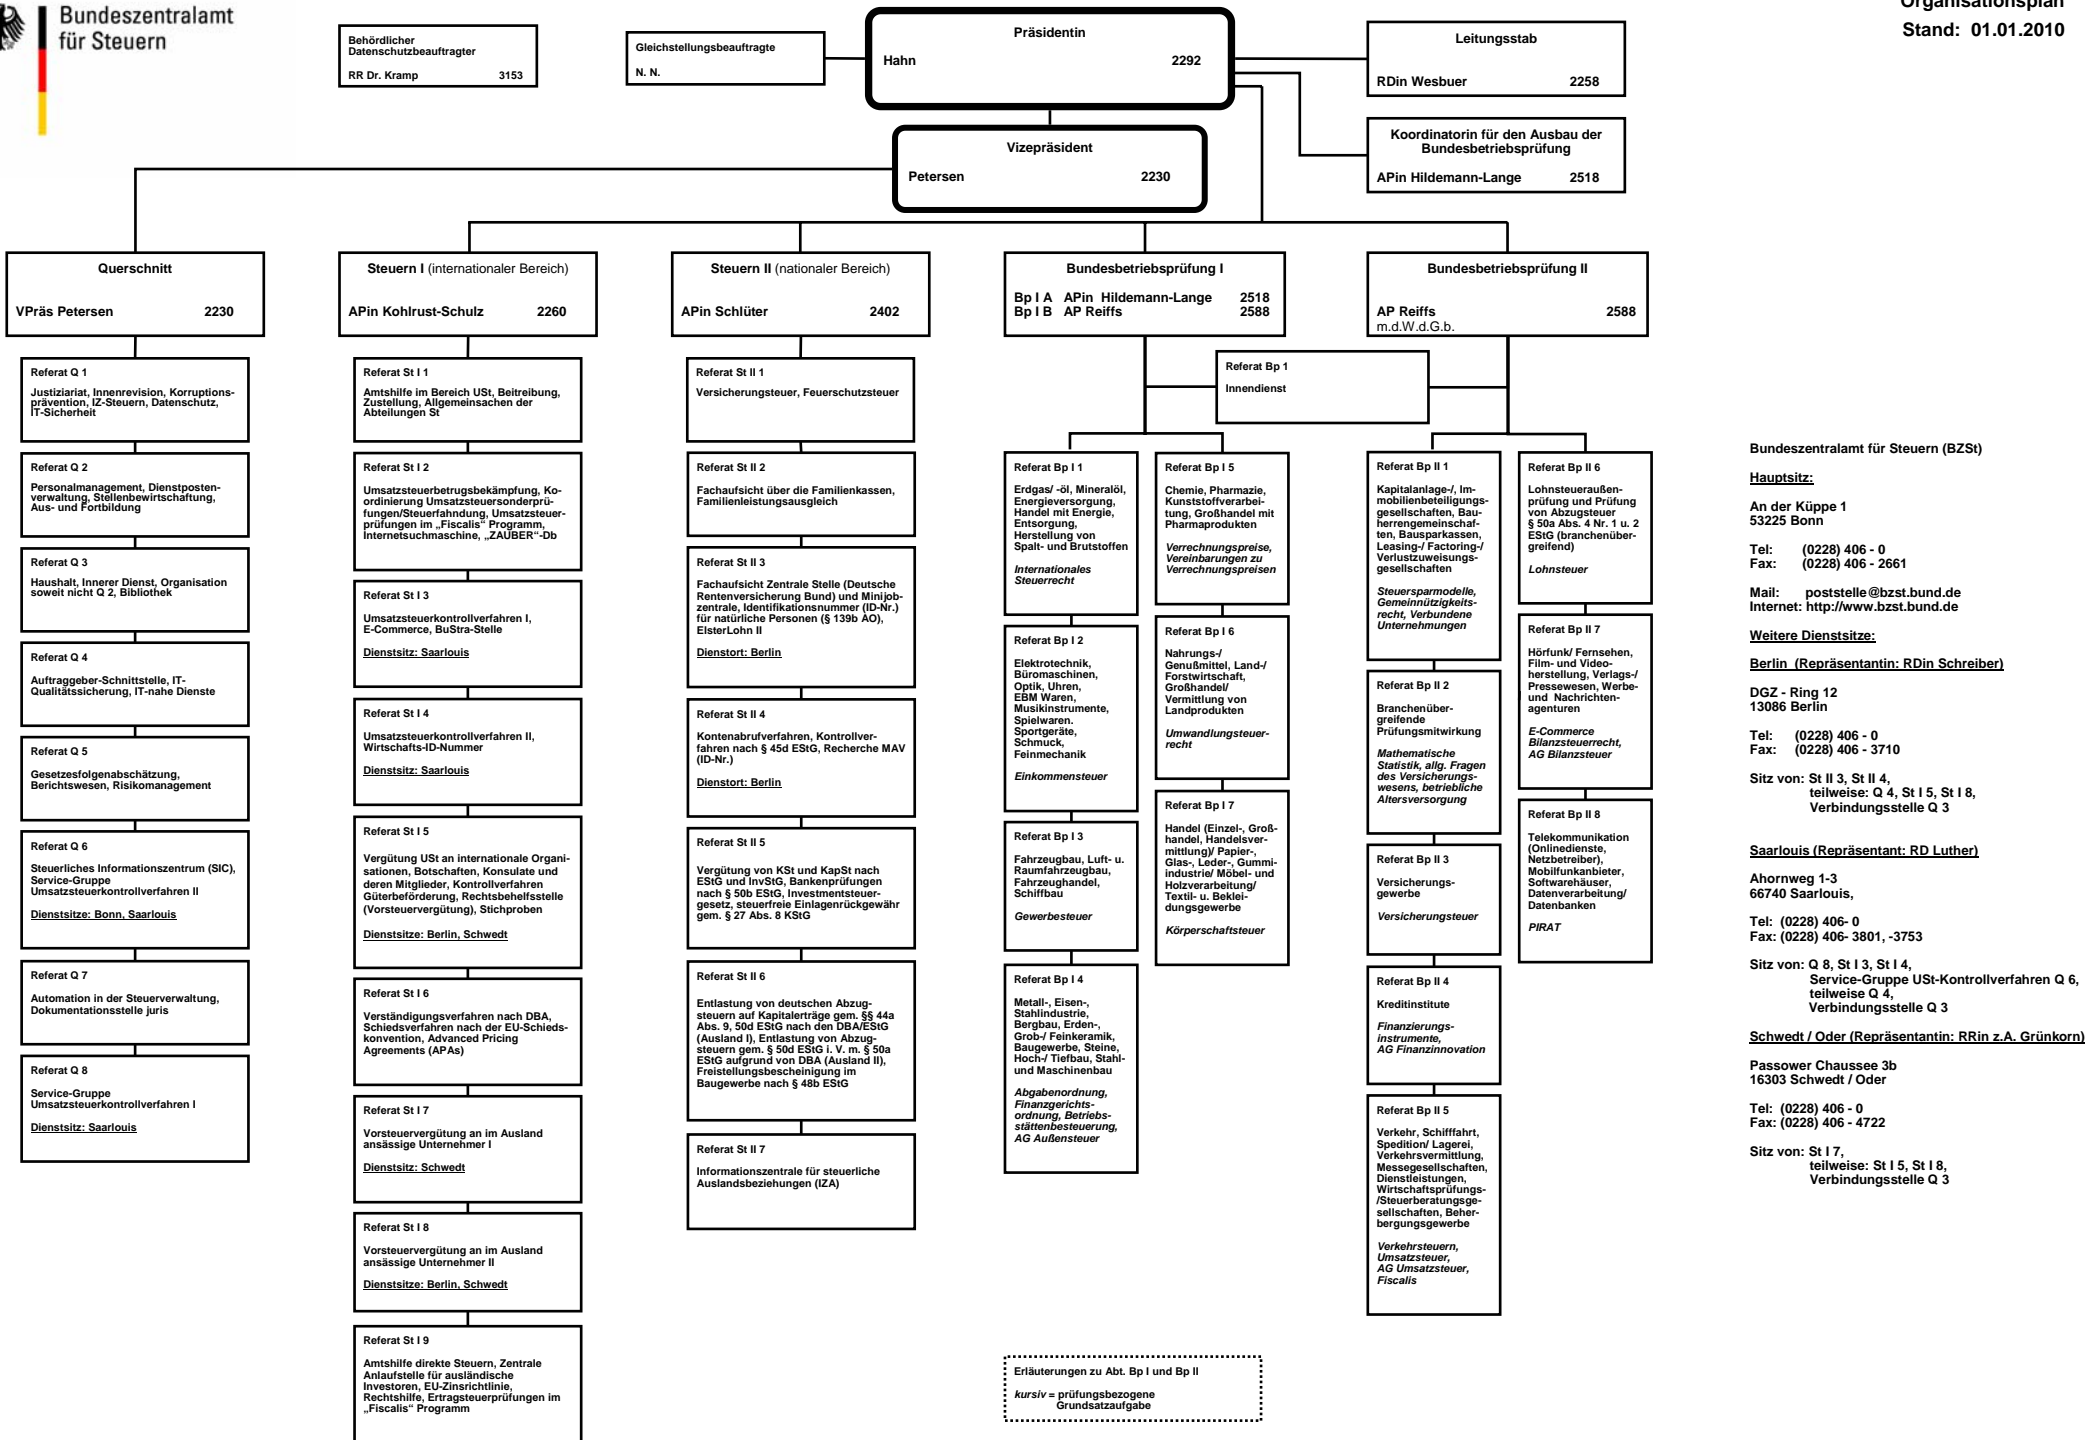 Bundeszentralamt
für Steuern
Organisationsplan
Stand: 01.01.2010
Behördlicher
Datenschutzbeauftragter
RR Dr. Kramp 3153
Gleichstellungsbeauftragte
N. N.
Präsidentin
Hahn 2292
Leitungsstab
RDin Wesbuer 2258
Koordinatorin für den Ausbau der
Bundesbetriebsprüfung
APin Hildemann-Lange 2518
Vizepräsident
Petersen 2230
Querschnitt
VPräs Petersen 2230
Steuern I (internationaler Bereich)
APin Kohlrust-Schulz 2260
Steuern II (nationaler Bereich)
APin Schlüter 2402
Bundesbetriebsprüfung I
Bp I A APin Hildemann-Lange 2518
Bp I B AP Reiffs 2588
Bundesbetriebsprüfung II
AP Reiffs 2588
m.d.W.d.G.b.
Referat Q 1
Justiziariat, Innenrevision, Korruptions-
prävention, IZ-Steuern, Datenschutz,
IT-Sicherheit
Referat Q 2
Personalmanagement, Dienstposten-
verwaltung, Stellenbewirtschaftung,
Aus- und Fortbildung
Referat Q 3
Haushalt, Innerer Dienst, Organisation
soweit nicht Q 2, Bibliothek
Referat Q 4
Auftraggeber-Schnittstelle, IT-
Qualitätssicherung, IT-nahe Dienste
Referat Q 5
Gesetzesfolgenabschätzung,
Berichtswesen, Risikomanagement
Referat Q 6
Steuerliches Informationszentrum (SIC),
Service-Gruppe
Umsatzsteuerkontrollverfahren II
Dienstsitze: Bonn, Saarlouis
Referat Q 7
Automation in der Steuerverwaltung,
Dokumentationsstelle juris
Referat Q 8
Service-Gruppe
Umsatzsteuerkontrollverfahren I
Dienstsitz: Saarlouis
Referat St I 1
Amtshilfe im Bereich USt, Beitreibung,
Zustellung, Allgemeinsachen der
Abteilungen St
Referat St I 2
Umsatzsteuerbetrugsbekämpfung, Ko-
ordinierung Umsatzsteuersonderprü-
fungen/Steuerfahndung, Umsatzsteuer-
prüfungen im „Fiscalis“ Programm,
Internetsuchmaschine, „ZAUBER“-Db
Referat St I 3
Umsatzsteuerkontrollverfahren I,
E-Commerce, BuStra-Stelle
Dienstsitz: Saarlouis
Referat St I 4
Umsatzsteuerkontrollverfahren II,
Wirtschafts-ID-Nummer
Dienstsitz: Saarlouis
Referat St I 5
Vergütung USt an internationale Organi-
sationen, Botschaften, Konsulate und
deren Mitglieder, Kontrollverfahren
Güterbeförderung, Rechtsbehelfsstelle
(Vorsteuervergütung), Stichproben
Dienstsitze: Berlin, Schwedt
Referat St I 6
Verständigungsverfahren nach DBA,
Schiedsverfahren nach der EU-Schieds-
konvention, Advanced Pricing
Agreements (APAs)
Referat St I 7
Vorsteuervergütung an im Ausland
ansässige Unternehmer I
Dienstsitz: Schwedt
Referat St I 8
Vorsteuervergütung an im Ausland
ansässige Unternehmer II
Dienstsitze: Berlin, Schwedt
Referat St I 9
Amtshilfe direkte Steuern, Zentrale
Anlaufstelle für ausländische
Investoren, EU-Zinsrichtlinie,
Rechtshilfe, Ertragsteuerprüfungen im
„Fiscalis“ Programm
Referat St II 1
Versicherungsteuer, Feuerschutzsteuer
Referat St II 2
Fachaufsicht über die Familienkassen,
Familienleistungsausgleich
Referat St II 3
Fachaufsicht Zentrale Stelle (Deutsche
Rentenversicherung Bund) und Minijob-
zentrale, Identifikationsnummer (ID-Nr.)
für natürliche Personen (§ 139b AO),
ElsterLohn II
Dienstort: Berlin
Referat St II 4
Kontenabrufverfahren, Kontrollver-
fahren nach § 45d EStG, Recherche MAV
(ID-Nr.)
Dienstort: Berlin
Referat St II 5
Vergütung von KSt und KapSt nach
EStG und InvStG, Bankenprüfungen
nach § 50b EStG, Investmentsteuer-
gesetz, steuerfreie Einlagenrückgewähr
gem. § 27 Abs. 8 KStG
Referat St II 6
Entlastung von deutschen Abzug-
steuern auf Kapitalerträge gem. §§ 44a
Abs. 9, 50d EStG nach den DBA/EStG
(Ausland I), Entlastung von Abzug-
steuern gem. § 50d EStG i. V. m. § 50a
EStG aufgrund von DBA (Ausland II),
Freistellungsbescheinigung im
Baugewerbe nach § 48b EStG
Referat St II 7
Informationszentrale für steuerliche
Auslandsbeziehungen (IZA)
Referat Bp 1
Innendienst
Referat Bp I 1
Erdgas/ -öl, Mineralöl,
Energieversorgung,
Handel mit Energie,
Entsorgung,
Herstellung von
Spalt- und Brutstoffen
Internationales
Steuerrecht
Referat Bp I 2
Elektrotechnik,
Büromaschinen,
Optik, Uhren,
EBM Waren,
Musikinstrumente,
Spielwaren.
Sportgeräte,
Schmuck,
Feinmechanik
Einkommensteuer
Referat Bp I 3
Fahrzeugbau, Luft- u.
Raumfahrzeugbau,
Fahrzeughandel,
Schiffbau
Gewerbesteuer
Referat Bp I 4
Metall-, Eisen-,
Stahlindustrie,
Bergbau, Erden-,
Grob-/ Feinkeramik,
Baugewerbe, Steine,
Hoch-/ Tiefbau, Stahl-
und Maschinenbau
Abgabenordnung,
Finanzgerichts-
ordnung, Betriebs-
stättenbesteuerung,
AG Außensteuer
Referat Bp I 5
Chemie, Pharmazie,
Kunststoffverarbei-
tung, Großhandel mit
Pharmaprodukten
Verrechnungspreise,
Vereinbarungen zu
Verrechnungspreisen
Referat Bp I 6
Nahrungs-/
Genußmittel, Land-/
Forstwirtschaft,
Großhandel/
Vermittlung von
Landprodukten
Umwandlungsteuer-
recht
Referat Bp I 7
Handel (Einzel-, Groß-
handel, Handelsver-
mittlung)/ Papier-,
Glas-, Leder-, Gummi-
industrie/ Möbel- und
Holzverarbeitung/
Textil- u. Beklei-
dungsgewerbe
Körperschaftsteuer
Referat Bp II 1
Kapitalanlage-/, Im-
mobilienbeteiligungs-
gesellschaften, Bau-
herrengemeinschaf-
ten, Bausparkassen,
Leasing-/ Factoring-/
Verlustzuweisungs-
gesellschaften
Steuersparmodelle,
Gemeinnützigkeits-
recht, Verbundene
Unternehmungen
Referat Bp II 2
Branchenüber-
greifende
Prüfungsmitwirkung
Mathematische
Statistik, allg. Fragen
des Versicherungs-
wesens, betriebliche
Altersversorgung
Referat Bp II 3
Versicherungs-
gewerbe
Versicherungsteuer
Referat Bp II 4
Kreditinstitute
Finanzierungs-
instrumente,
AG Finanzinnovation
Referat Bp II 5
Verkehr, Schifffahrt,
Spedition/ Lagerei,
Verkehrsvermittlung,
Messegesellschaften,
Dienstleistungen,
Wirtschaftsprüfungs-
/Steuerberatungsge-
sellschaften, Beher-
bergungsgewerbe
Verkehrsteuern,
Umsatzsteuer,
AG Umsatzsteuer,
Fiscalis
Referat Bp II 6
Lohnsteueraußen-
prüfung und Prüfung
von Abzugsteuer
§ 50a Abs. 4 Nr. 1 u. 2
EStG (branchenüber-
greifend)
Lohnsteuer
Referat Bp II 7
Hörfunk/ Fernsehen,
Film- und Video-
herstellung, Verlags-/
Pressewesen, Werbe-
und Nachrichten-
agenturen
E-Commerce
Bilanzsteuerrecht,
AG Bilanzsteuer
Referat Bp II 8
Telekommunikation
(Onlinedienste,
Netzbetreiber),
Mobilfunkanbieter,
Softwarehäuser,
Datenverarbeitung/
Datenbanken
PIRAT
Erläuterungen zu Abt. Bp I und Bp II
kursiv = prüfungsbezogene
Grundsatzaufgabe
Bundeszentralamt für Steuern (BZSt)
Hauptsitz:
An der Küppe 1
53225 Bonn
Tel: (0228) 406 - 0
Fax: (0228) 406 - 2661
Mail: poststelle@bzst.bund.de
Internet: http://www.bzst.bund.de
Weitere Dienstsitze:
Berlin (Repräsentantin: RDin Schreiber)
DGZ - Ring 12
13086 Berlin
Tel: (0228) 406 - 0
Fax: (0228) 406 - 3710
Sitz von: St II 3, St II 4,
teilweise: Q 4, St I 5, St I 8,
Verbindungsstelle Q 3
Saarlouis (Repräsentant: RD Luther)
Ahornweg 1-3
66740 Saarlouis,
Tel: (0228) 406- 0
Fax: (0228) 406- 3801, -3753
Sitz von: Q 8, St I 3, St I 4,
Service-Gruppe USt-Kontrollverfahren Q 6,
teilweise Q 4,
Verbindungsstelle Q 3
Schwedt / Oder (Repräsentantin: RRin z.A. Grünkorn)
Passower Chaussee 3b
16303 Schwedt / Oder
Tel: (0228) 406 - 0
Fax: (0228) 406 - 4722
Sitz von: St I 7,
teilweise: St I 5, St I 8,
Verbindungsstelle Q 3